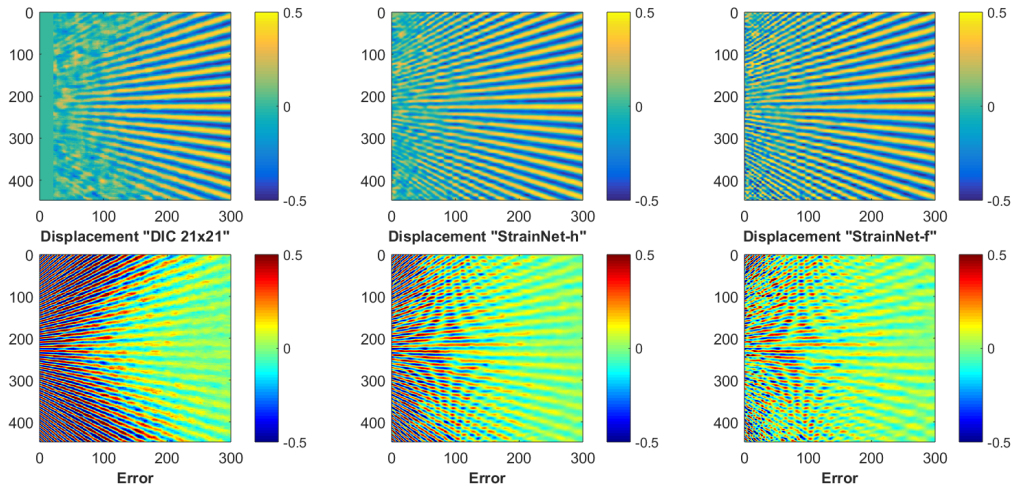 0 0.5 0 0.5 0 0.5
100 100 100
200 0 200 0 200 0
300 300 300
400 -0.5 400 -0.5 400 -0.5
0 100 200 300 0 100 200 300 0 100 200 300
Displacement "DIC 21x21" Displacement "StrainNet-h" Displacement "StrainNet-f"
0 0.5 0 0.5 0 0.5
100 100 100
200 0 200 0 200 0
300 300 300
400 -0.5 400 -0.5 400 -0.5
0 100 200 300 0 100 200 300 0 100 200 300
Error Error Error